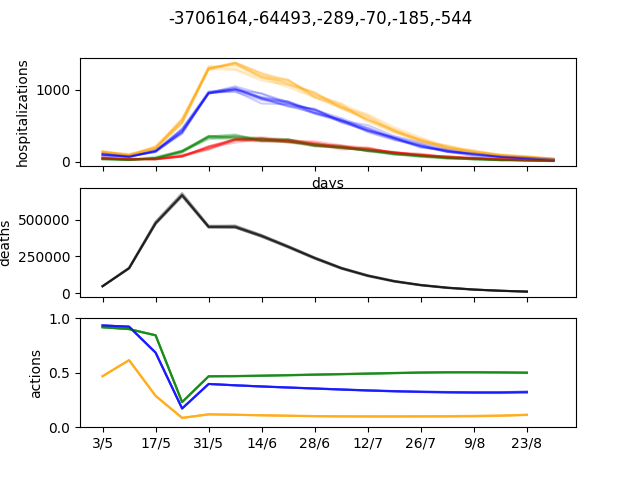 -3706164,-64493,-289,-70,-185,-544
hospitalizations
1000
0
days
deaths
500000
250000
0
actions
1.0
0.5
0.0
3/5 17/5 31/5 14/6 28/6 12/7 26/7 9/8 23/8